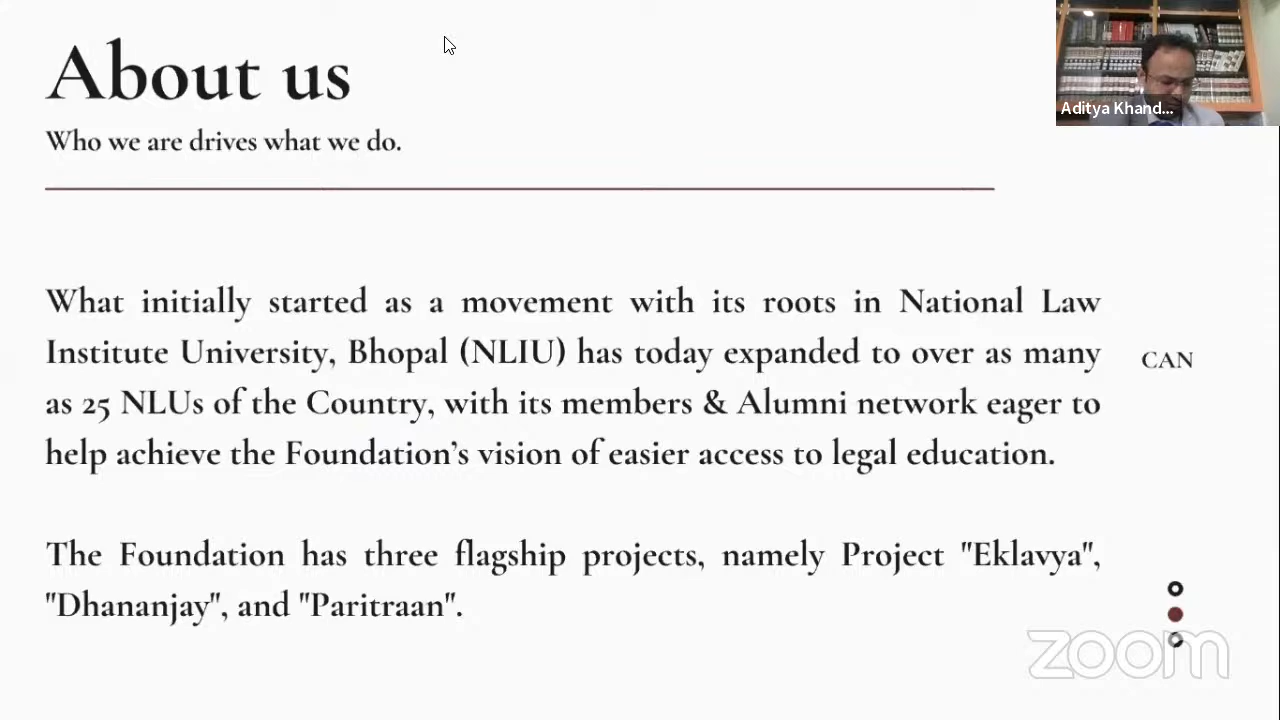 About us
Who we are drives what we do.
Aditya Khand...
What initially started as a movement with its roots in National Law
Institute University, Bhopal (NLIU) has today expanded to over as many
as 25 NLUs of the Country, with its members & Alumni network eager to
help achieve the Foundation’s vision of easier access to legal education.
CAN
The Foundation has three flagship projects, namely Project "Eklavya",
"Dhananjay", and "Paritraan".
zoom